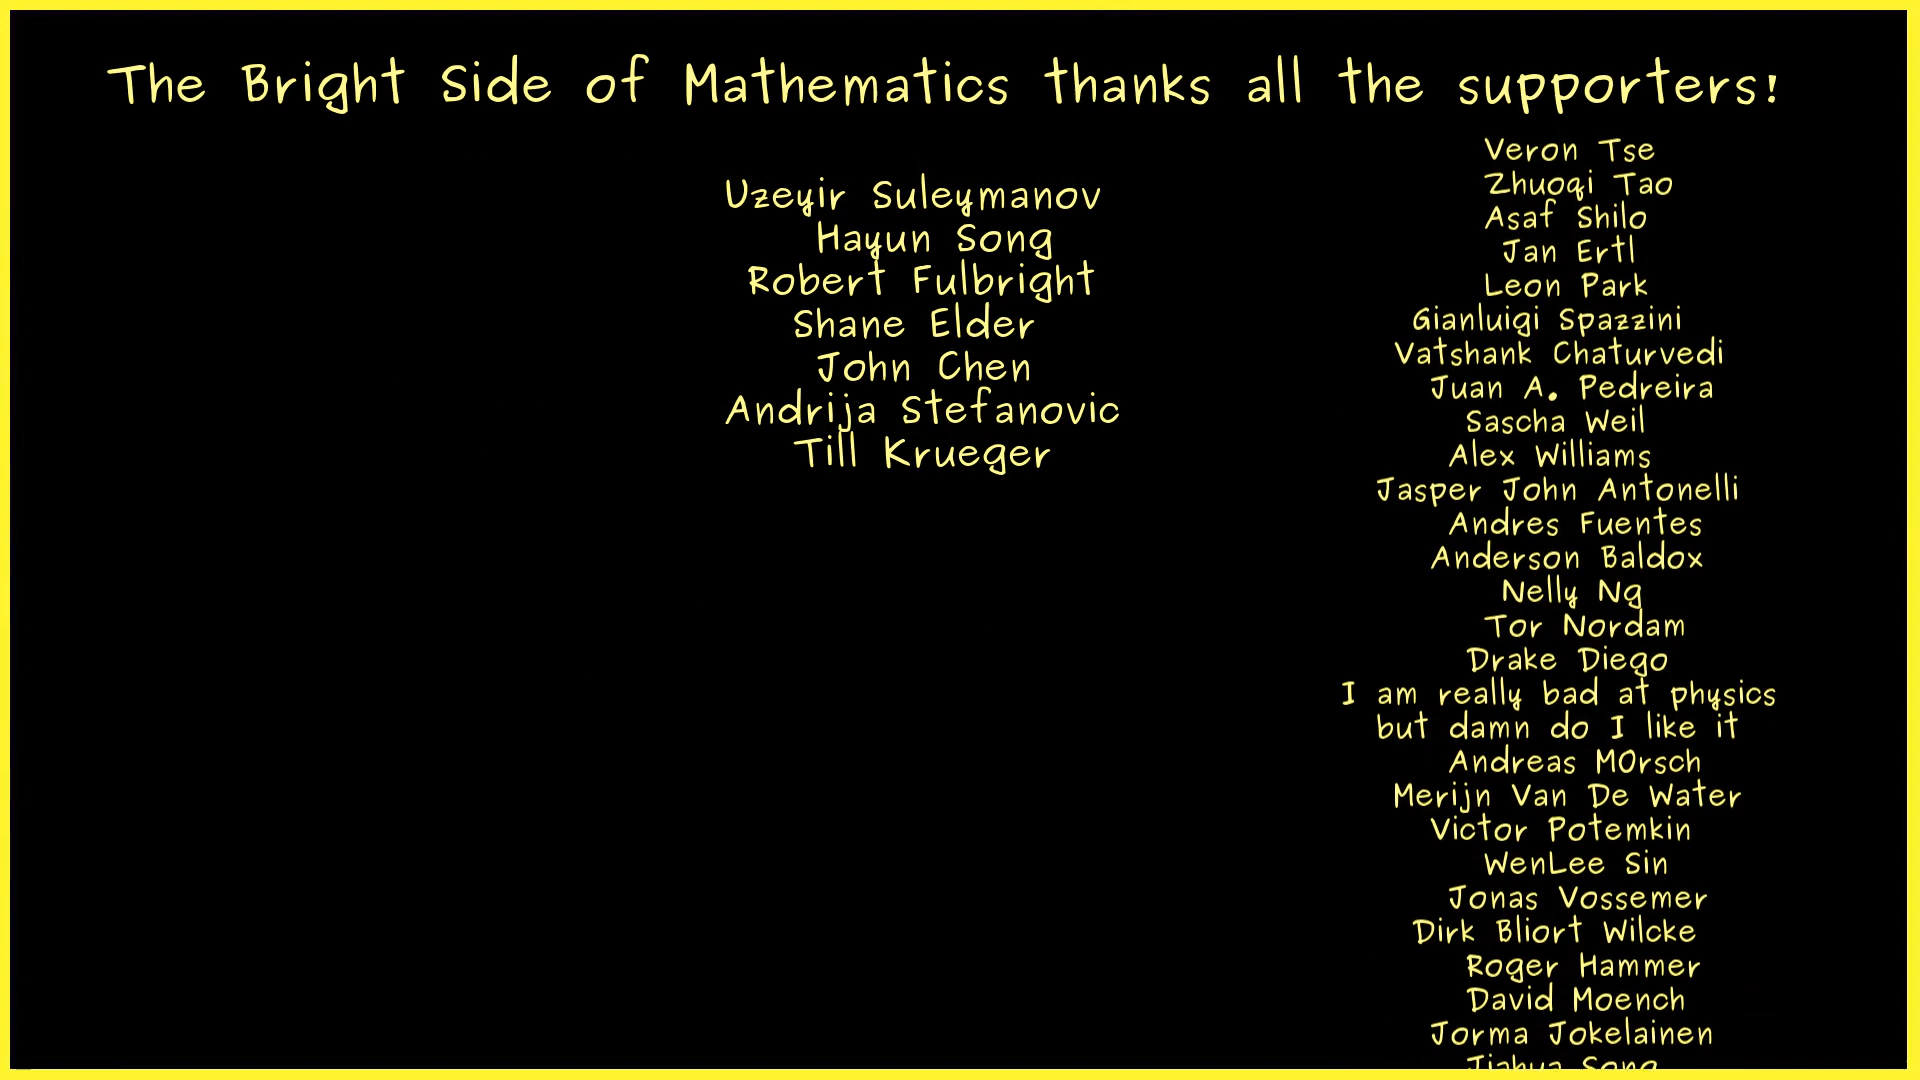 The Bright Side of Mathematics thanks all the supporters!
Uzeyir Suleymanov
Hayun Song
Robert Fulbright
Shane Elder
John Chen
Andrija Stefanovic
Till Krueger
Veron Tse
Zhuoqi Tao
Asaf Shilo
Jan Ertl
Leon Park
Gianluigi Spazzini
Vatshank Chaturvedi
Juan A. Pedreira
Sascha Weil
Alex Williams
Jasper John Antonelli
Andres Fuentes
Anderson Baldox
Nelly Ng
Tor Nordam
Drake Diego
I am really bad at physics
but damn do I like it
Andreas MOrsch
Merijn Van De Water
Victor Potemkin
WenLee Sin
Jonas Vossemer
Dirk Bliort Wilcke
Roger Hammer
David Moench
Jorma Jokelainen
Jiahua Song